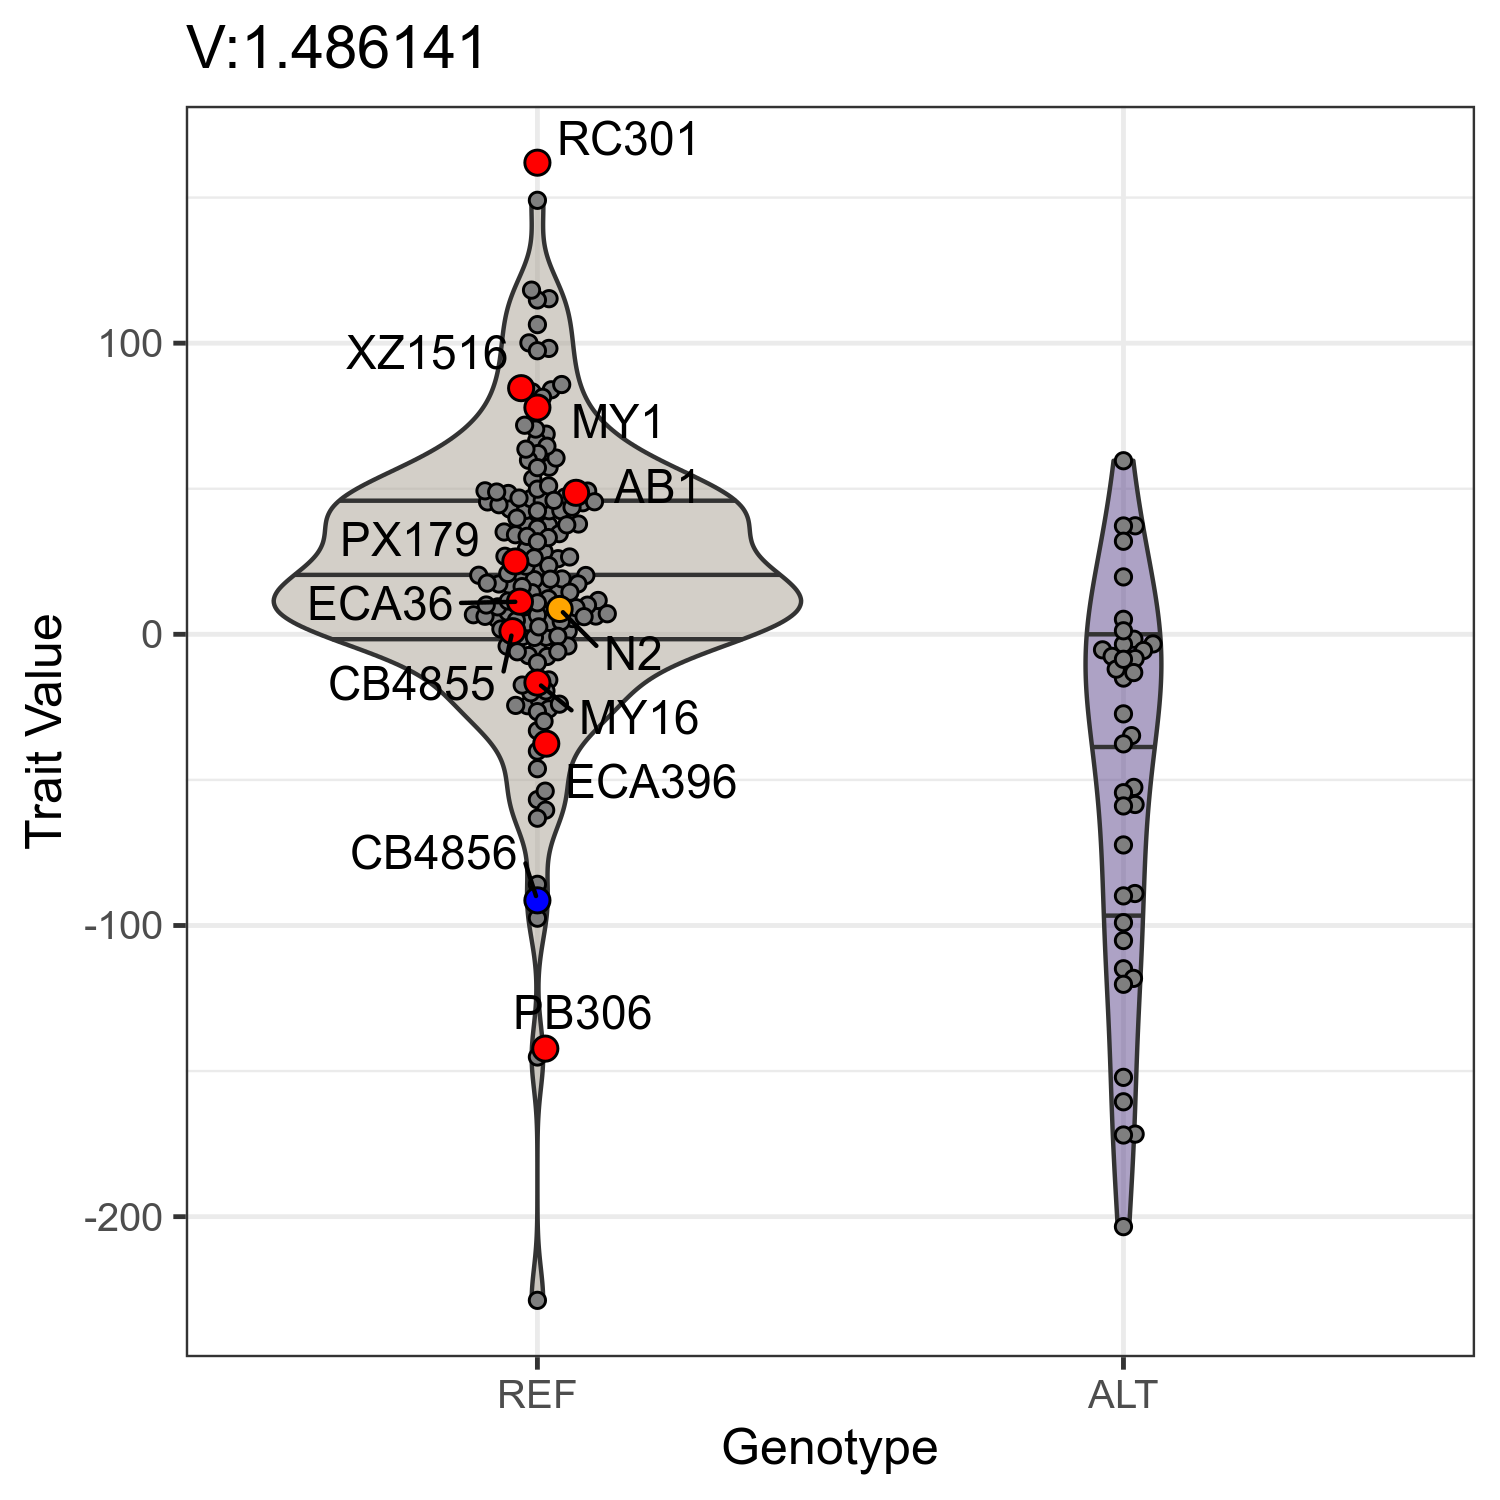 V:1.486141
RC301
XZ1516
MY1
AB1
PX179
ECA36
N2
CB4855
MY16
ECA396
CB4856
PB306
100
0
-100
-200
Trait Value
REF
ALT
Genotype